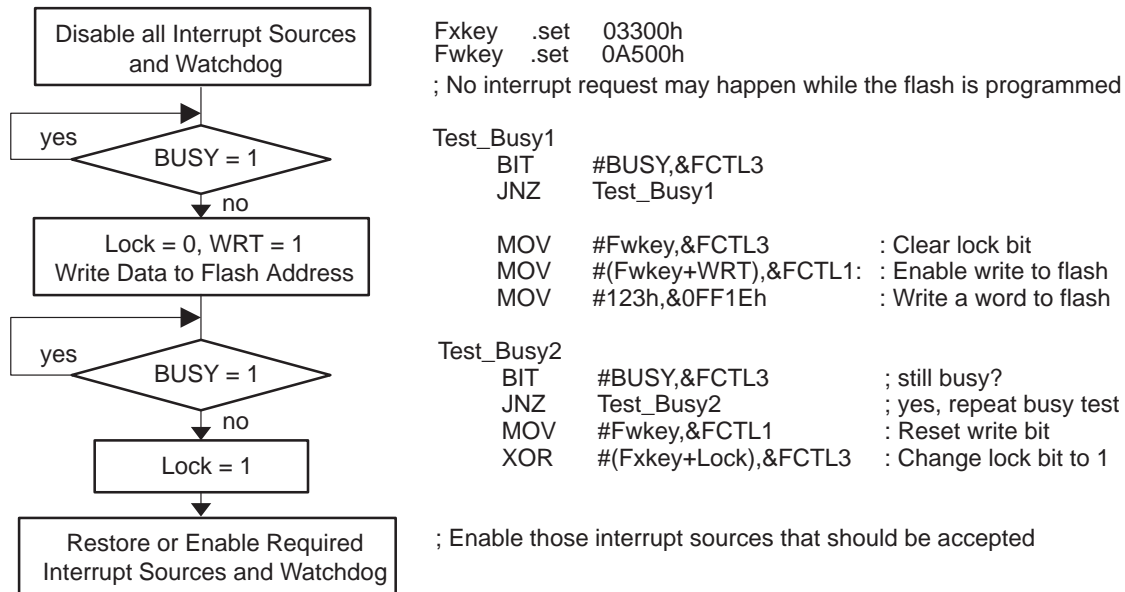 Disable all Interrupt Sources
and Watchdog
yes
BUSY = 1
no
Lock = 0, WRT = 1
Write Data to Flash Address
yes
BUSY = 1
no
Lock = 1
Restore or Enable Required
Interrupt Sources and Watchdog
Fxkey .set 03300h
Fwkey .set 0A500h
; No interrupt request may happen while the flash is programmed
Test_Busy1
BIT #BUSY,&FCTL3
JNZ Test_Busy1
MOV #Fwkey,&FCTL3 : Clear lock bit
MOV #(Fwkey+WRT),&FCTL1: : Enable write to flash
MOV #123h,&0FF1Eh : Write a word to flash
Test_Busy2
BIT #BUSY,&FCTL3 ; still busy?
JNZ Test_Busy2 ; yes, repeat busy test
MOV #Fwkey,&FCTL1 : Reset write bit
XOR #(Fxkey+Lock),&FCTL3 : Change lock bit to 1
; Enable those interrupt sources that should be accepted